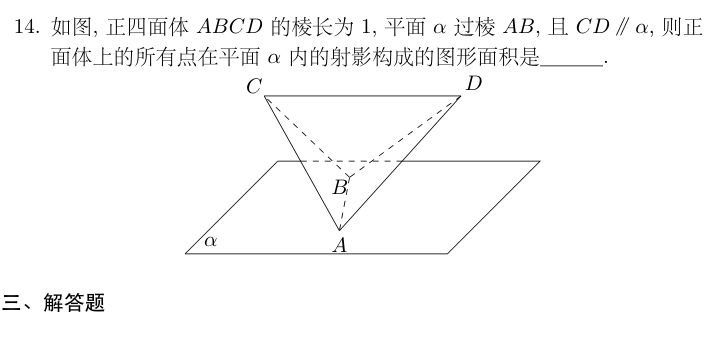 14. 如图, 正四面体 ABCD 的棱长为 1, 平面 α 过棱 AB, 且 CD ∥ α, 则正
面体上的所有点在平面 α 内的射影构成的图形面积是______.
C
D
B
α
A
三、解答题